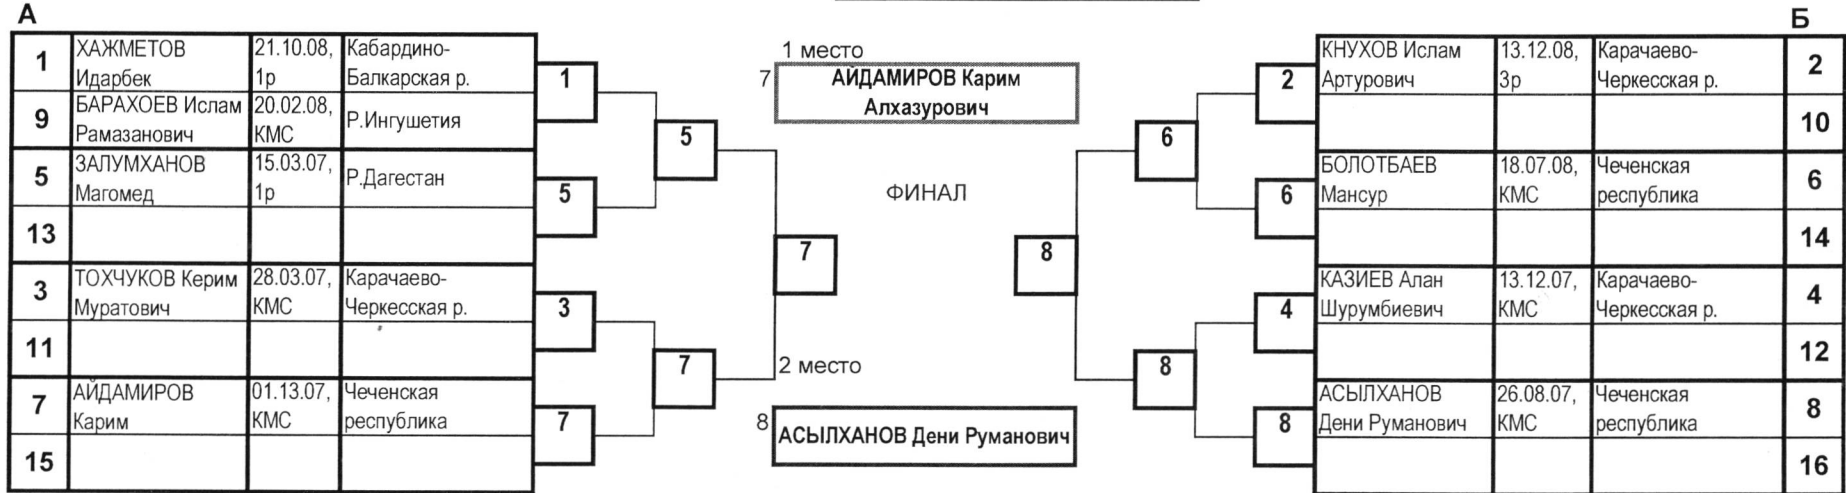 А
Б
1
ХАЖМЕТОВ
Идарбек
21.10.08,
1р
Кабардино-
Балкарская р.
9
БАРАХОЕВ Ислам
Рамазанович
20.02.08,
КМС
Р.Ингушетия
5
ЗАЛУМХАНОВ
Магомед
15.03.07,
1р
Р.Дагестан
13
3
ТОХЧУКОВ Керим
Муратович
28.03.07,
КМС
Карачаево-
Черкесская р.
11
7
АЙДАМИРОВ
Карим
01.13.07,
КМС
Чеченская
республика
15
1
5
3
7
5
7
7
1 место
7
АЙДАМИРОВ Карим
Алхазурович
ФИНАЛ
2 место
8
АСЫЛХАНОВ Дени Руманович
8
6
8
2
6
4
8
КНУХОВ Ислам
Артурович
13.12.08,
3р
Карачаево-
Черкесская р.
2
10
БОЛОТБАЕВ
Мансур
18.07.08,
КМС
Чеченская
республика
6
14
КАЗИЕВ Алан
Шурумбиевич
13.12.07,
КМС
Карачаево-
Черкесская р.
4
12
АСЫЛХАНОВ
Дени Руманович
26.08.07,
КМС
Чеченская
республика
8
16